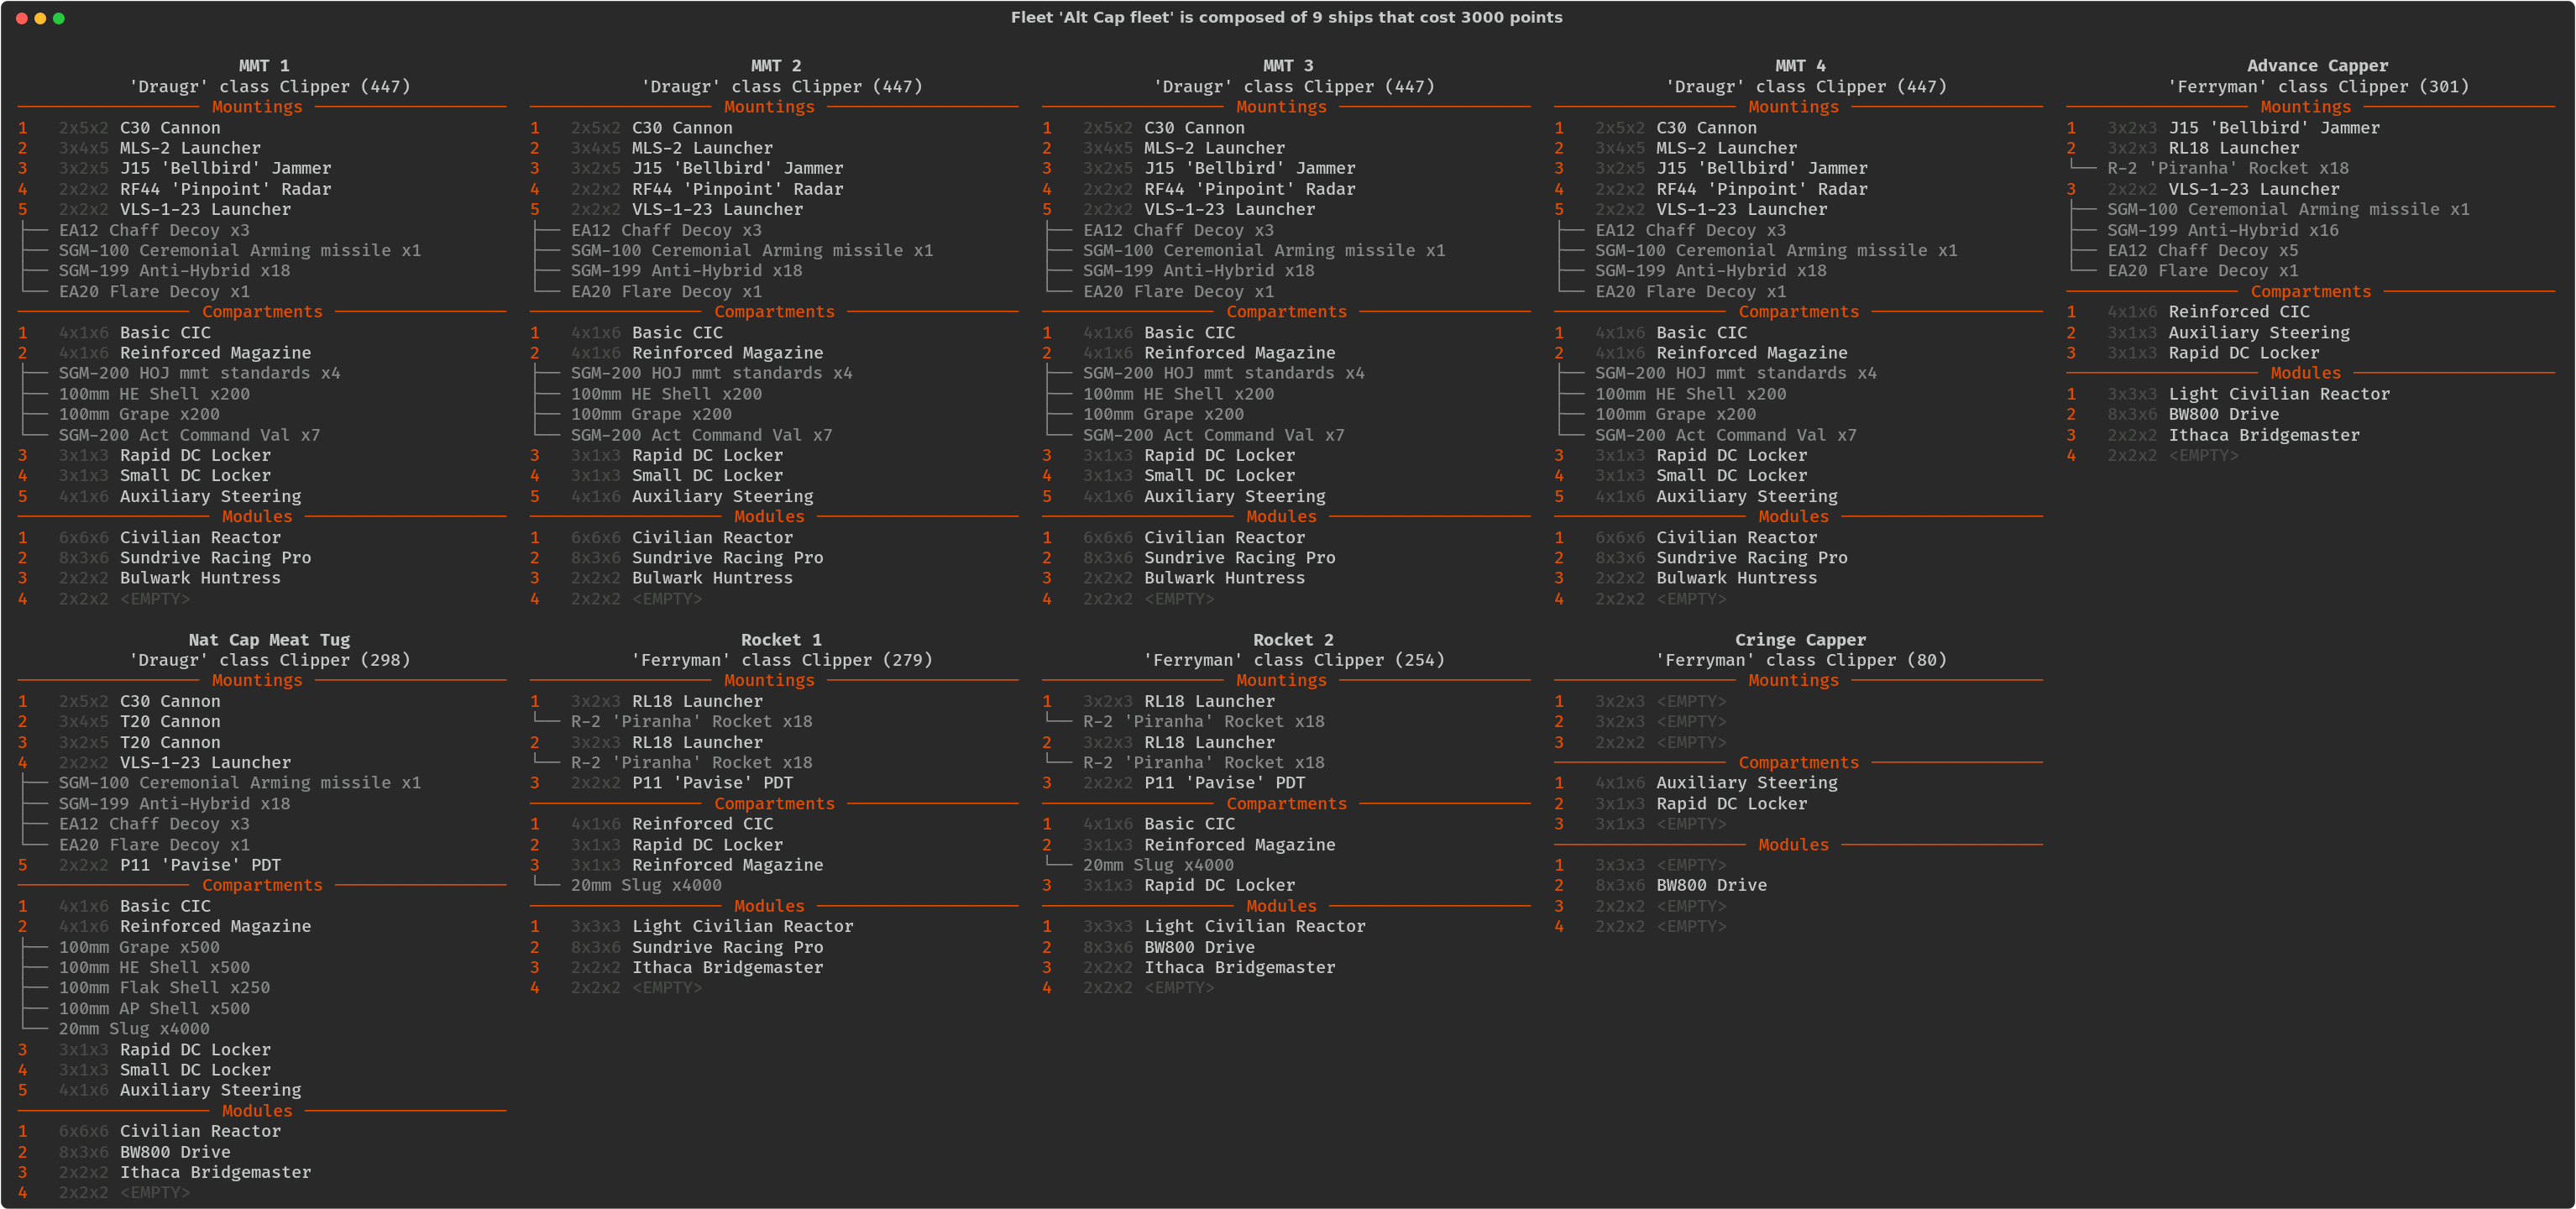 Fleet 'Alt Cap fleet' is composed of 9 ships that cost 3000 points
MMT 1
'Draugr' class Clipper (447)
Mountings
1 2x5x2 C30 Cannon
2 3x4x5 MLS-2 Launcher
3 3x2x5 J15 'Bellbird' Jammer
4 2x2x2 RF44 'Pinpoint' Radar
5 2x2x2 VLS-1-23 Launcher
EA12 Chaff Decoy x3
SGM-100 Ceremonial Arming missile x1
SGM-199 Anti-Hybrid x18
EA20 Flare Decoy x1
Compartments
1 4x1x6 Basic CIC
2 4x1x6 Reinforced Magazine
SGM-200 HOJ mmt standards x4
100mm HE Shell x200
100mm Grape x200
SGM-200 Act Command Val x7
3 3x1x3 Rapid DC Locker
4 3x1x3 Small DC Locker
5 4x1x6 Auxiliary Steering
Modules
1 6x6x6 Civilian Reactor
2 8x3x6 Sundrive Racing Pro
3 2x2x2 Bulwark Huntress
4 2x2x2 <EMPTY>
MMT 2
'Draugr' class Clipper (447)
Mountings
1 2x5x2 C30 Cannon
2 3x4x5 MLS-2 Launcher
3 3x2x5 J15 'Bellbird' Jammer
4 2x2x2 RF44 'Pinpoint' Radar
5 2x2x2 VLS-1-23 Launcher
EA12 Chaff Decoy x3
SGM-100 Ceremonial Arming missile x1
SGM-199 Anti-Hybrid x18
EA20 Flare Decoy x1
Compartments
1 4x1x6 Basic CIC
2 4x1x6 Reinforced Magazine
SGM-200 HOJ mmt standards x4
100mm HE Shell x200
100mm Grape x200
SGM-200 Act Command Val x7
3 3x1x3 Rapid DC Locker
4 3x1x3 Small DC Locker
5 4x1x6 Auxiliary Steering
Modules
1 6x6x6 Civilian Reactor
2 8x3x6 Sundrive Racing Pro
3 2x2x2 Bulwark Huntress
4 2x2x2 <EMPTY>
MMT 3
'Draugr' class Clipper (447)
Mountings
1 2x5x2 C30 Cannon
2 3x4x5 MLS-2 Launcher
3 3x2x5 J15 'Bellbird' Jammer
4 2x2x2 RF44 'Pinpoint' Radar
5 2x2x2 VLS-1-23 Launcher
EA12 Chaff Decoy x3
SGM-100 Ceremonial Arming missile x1
SGM-199 Anti-Hybrid x18
EA20 Flare Decoy x1
Compartments
1 4x1x6 Basic CIC
2 4x1x6 Reinforced Magazine
SGM-200 HOJ mmt standards x4
100mm HE Shell x200
100mm Grape x200
SGM-200 Act Command Val x7
3 3x1x3 Rapid DC Locker
4 3x1x3 Small DC Locker
5 4x1x6 Auxiliary Steering
Modules
1 6x6x6 Civilian Reactor
2 8x3x6 Sundrive Racing Pro
3 2x2x2 Bulwark Huntress
4 2x2x2 <EMPTY>
MMT 4
'Draugr' class Clipper (447)
Mountings
1 2x5x2 C30 Cannon
2 3x4x5 MLS-2 Launcher
3 3x2x5 J15 'Bellbird' Jammer
4 2x2x2 RF44 'Pinpoint' Radar
5 2x2x2 VLS-1-23 Launcher
EA12 Chaff Decoy x3
SGM-100 Ceremonial Arming missile x1
SGM-199 Anti-Hybrid x18
EA20 Flare Decoy x1
Compartments
1 4x1x6 Basic CIC
2 4x1x6 Reinforced Magazine
SGM-200 HOJ mmt standards x4
100mm HE Shell x200
100mm Grape x200
SGM-200 Act Command Val x7
3 3x1x3 Rapid DC Locker
4 3x1x3 Small DC Locker
5 4x1x6 Auxiliary Steering
Modules
1 6x6x6 Civilian Reactor
2 8x3x6 Sundrive Racing Pro
3 2x2x2 Bulwark Huntress
4 2x2x2 <EMPTY>
Advance Capper
'Ferryman' class Clipper (301)
Mountings
1 3x2x3 J15 'Bellbird' Jammer
2 3x2x3 RL18 Launcher
R-2 'Piranha' Rocket x18
3 2x2x2 VLS-1-23 Launcher
SGM-100 Ceremonial Arming missile x1
SGM-199 Anti-Hybrid x16
EA12 Chaff Decoy x5
EA20 Flare Decoy x1
Compartments
1 4x1x6 Reinforced CIC
2 3x1x3 Auxiliary Steering
3 3x1x3 Rapid DC Locker
Modules
1 3x3x3 Light Civilian Reactor
2 8x3x6 BW800 Drive
3 2x2x2 Ithaca Bridgemaster
4 2x2x2 <EMPTY>
Nat Cap Meat Tug
'Draugr' class Clipper (298)
Mountings
1 2x5x2 C30 Cannon
2 3x4x5 T20 Cannon
3 3x2x5 T20 Cannon
4 2x2x2 VLS-1-23 Launcher
SGM-100 Ceremonial Arming missile x1
SGM-199 Anti-Hybrid x18
EA12 Chaff Decoy x3
EA20 Flare Decoy x1
5 2x2x2 P11 'Pavise' PDT
Compartments
1 4x1x6 Basic CIC
2 4x1x6 Reinforced Magazine
100mm Grape x500
100mm HE Shell x500
100mm Flak Shell x250
100mm AP Shell x500
20mm Slug x4000
3 3x1x3 Rapid DC Locker
4 3x1x3 Small DC Locker
5 4x1x6 Auxiliary Steering
Modules
1 6x6x6 Civilian Reactor
2 8x3x6 BW800 Drive
3 2x2x2 Ithaca Bridgemaster
4 2x2x2 <EMPTY>
Rocket 1
'Ferryman' class Clipper (279)
Mountings
1 3x2x3 RL18 Launcher
R-2 'Piranha' Rocket x18
2 3x2x3 RL18 Launcher
R-2 'Piranha' Rocket x18
3 2x2x2 P11 'Pavise' PDT
Compartments
1 4x1x6 Reinforced CIC
2 3x1x3 Rapid DC Locker
3 3x1x3 Reinforced Magazine
20mm Slug x4000
Modules
1 3x3x3 Light Civilian Reactor
2 8x3x6 Sundrive Racing Pro
3 2x2x2 Ithaca Bridgemaster
4 2x2x2 <EMPTY>
Rocket 2
'Ferryman' class Clipper (254)
Mountings
1 3x2x3 RL18 Launcher
R-2 'Piranha' Rocket x18
2 3x2x3 RL18 Launcher
R-2 'Piranha' Rocket x18
3 2x2x2 P11 'Pavise' PDT
Compartments
1 4x1x6 Basic CIC
2 3x1x3 Reinforced Magazine
20mm Slug x4000
3 3x1x3 Rapid DC Locker
Modules
1 3x3x3 Light Civilian Reactor
2 8x3x6 BW800 Drive
3 2x2x2 Ithaca Bridgemaster
4 2x2x2 <EMPTY>
Cringe Capper
'Ferryman' class Clipper (80)
Mountings
1 3x2x3 <EMPTY>
2 3x2x3 <EMPTY>
3 2x2x2 <EMPTY>
Compartments
1 4x1x6 Auxiliary Steering
2 3x1x3 Rapid DC Locker
3 3x1x3 <EMPTY>
Modules
1 3x3x3 <EMPTY>
2 8x3x6 BW800 Drive
3 2x2x2 <EMPTY>
4 2x2x2 <EMPTY>